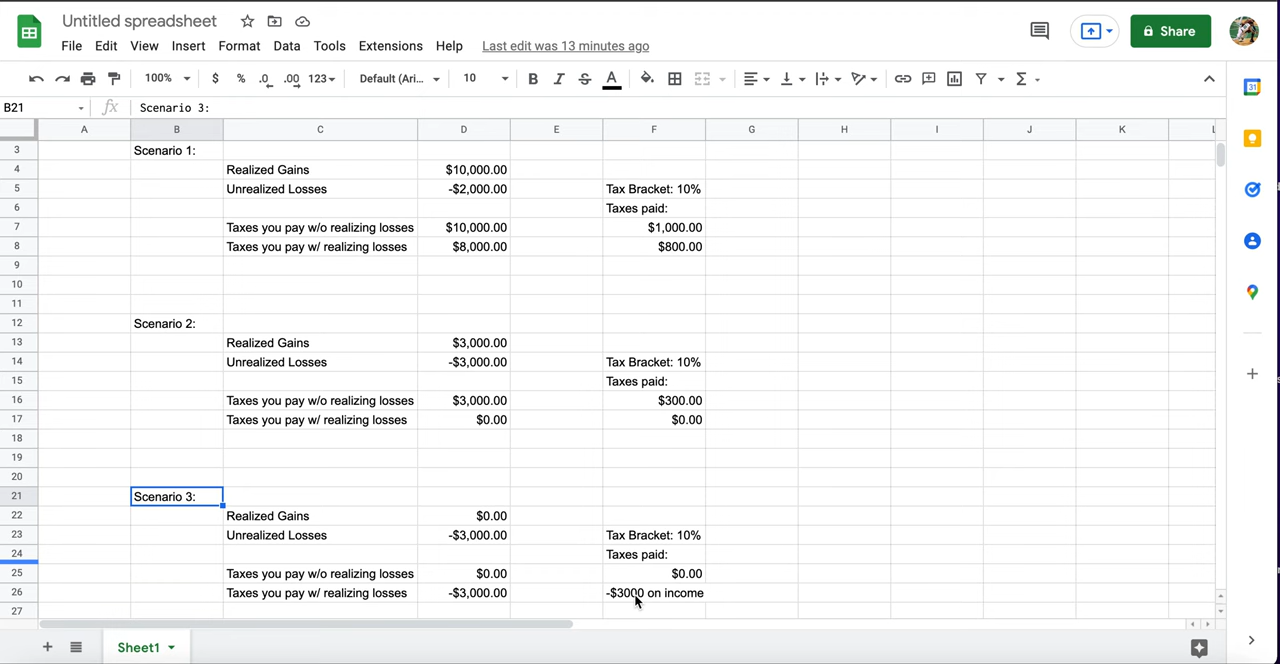 Untitled spreadsheet
File Edit View Insert Format Data Tools Extensions Help Last edit was 13 minutes ago
Share
100% $ % .0 .00 123 Default (Ari... 10 B I S A Σ
B21 fx Scenario 3:
A B C D E F G H I J K L
3 Scenario 1:
4 Realized Gains $10,000.00
5 Unrealized Losses -$2,000.00 Tax Bracket: 10%
6 Taxes paid:
7 Taxes you pay w/o realizing losses $10,000.00 $1,000.00
8 Taxes you pay w/ realizing losses $8,000.00 $800.00
9
10
11
12 Scenario 2:
13 Realized Gains $3,000.00
14 Unrealized Losses -$3,000.00 Tax Bracket: 10%
15 Taxes paid:
16 Taxes you pay w/o realizing losses $3,000.00 $300.00
17 Taxes you pay w/ realizing losses $0.00 $0.00
18
19
20
21 Scenario 3:
22 Realized Gains $0.00
23 Unrealized Losses -$3,000.00 Tax Bracket: 10%
24 Taxes paid:
25 Taxes you pay w/o realizing losses $0.00 $0.00
26 Taxes you pay w/ realizing losses -$3,000.00 -$3000 on income
27
Sheet1
31